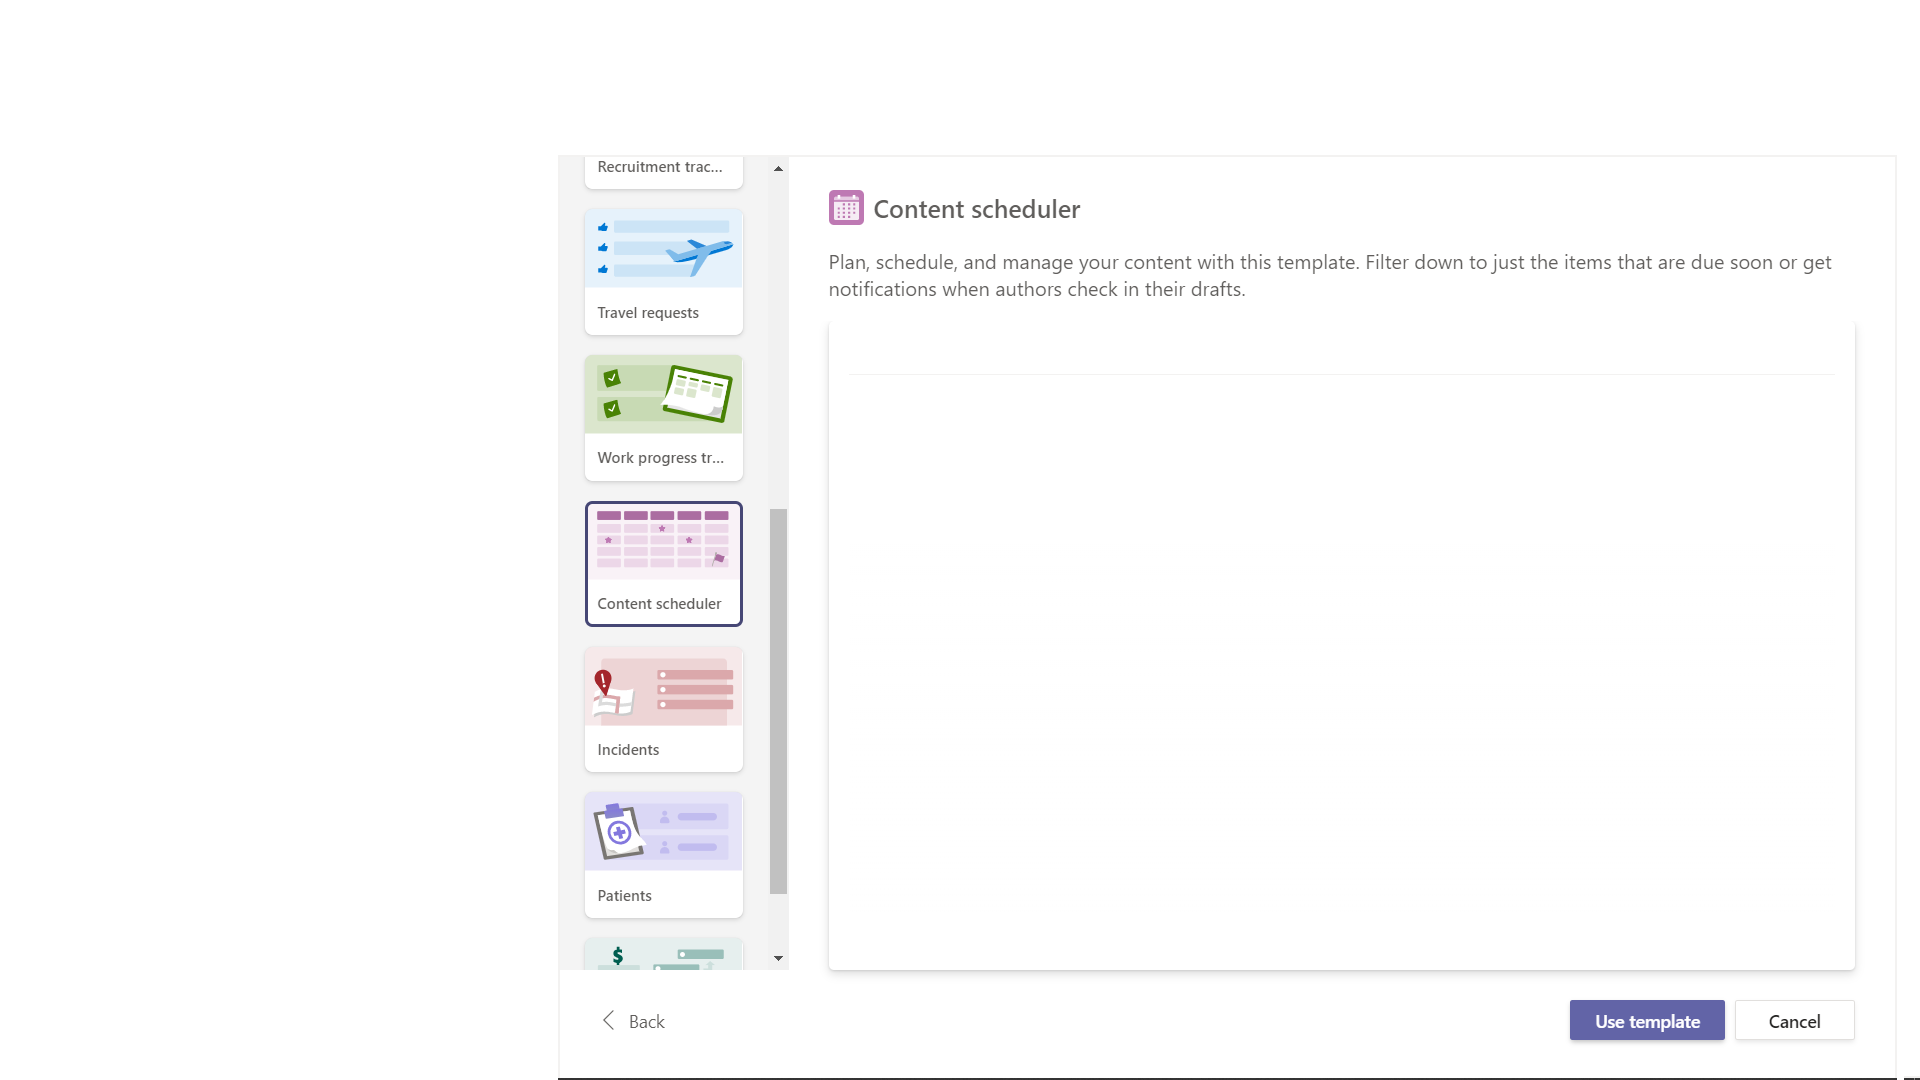 Recruitment trac...
Travel requests
Work progress tr...
Content scheduler
Incidents
Patients
$
Content scheduler
Plan, schedule, and manage your content with this template. Filter down to just the items that are due soon or get
notifications when authors check in their drafts.
Back
Use template
Cancel